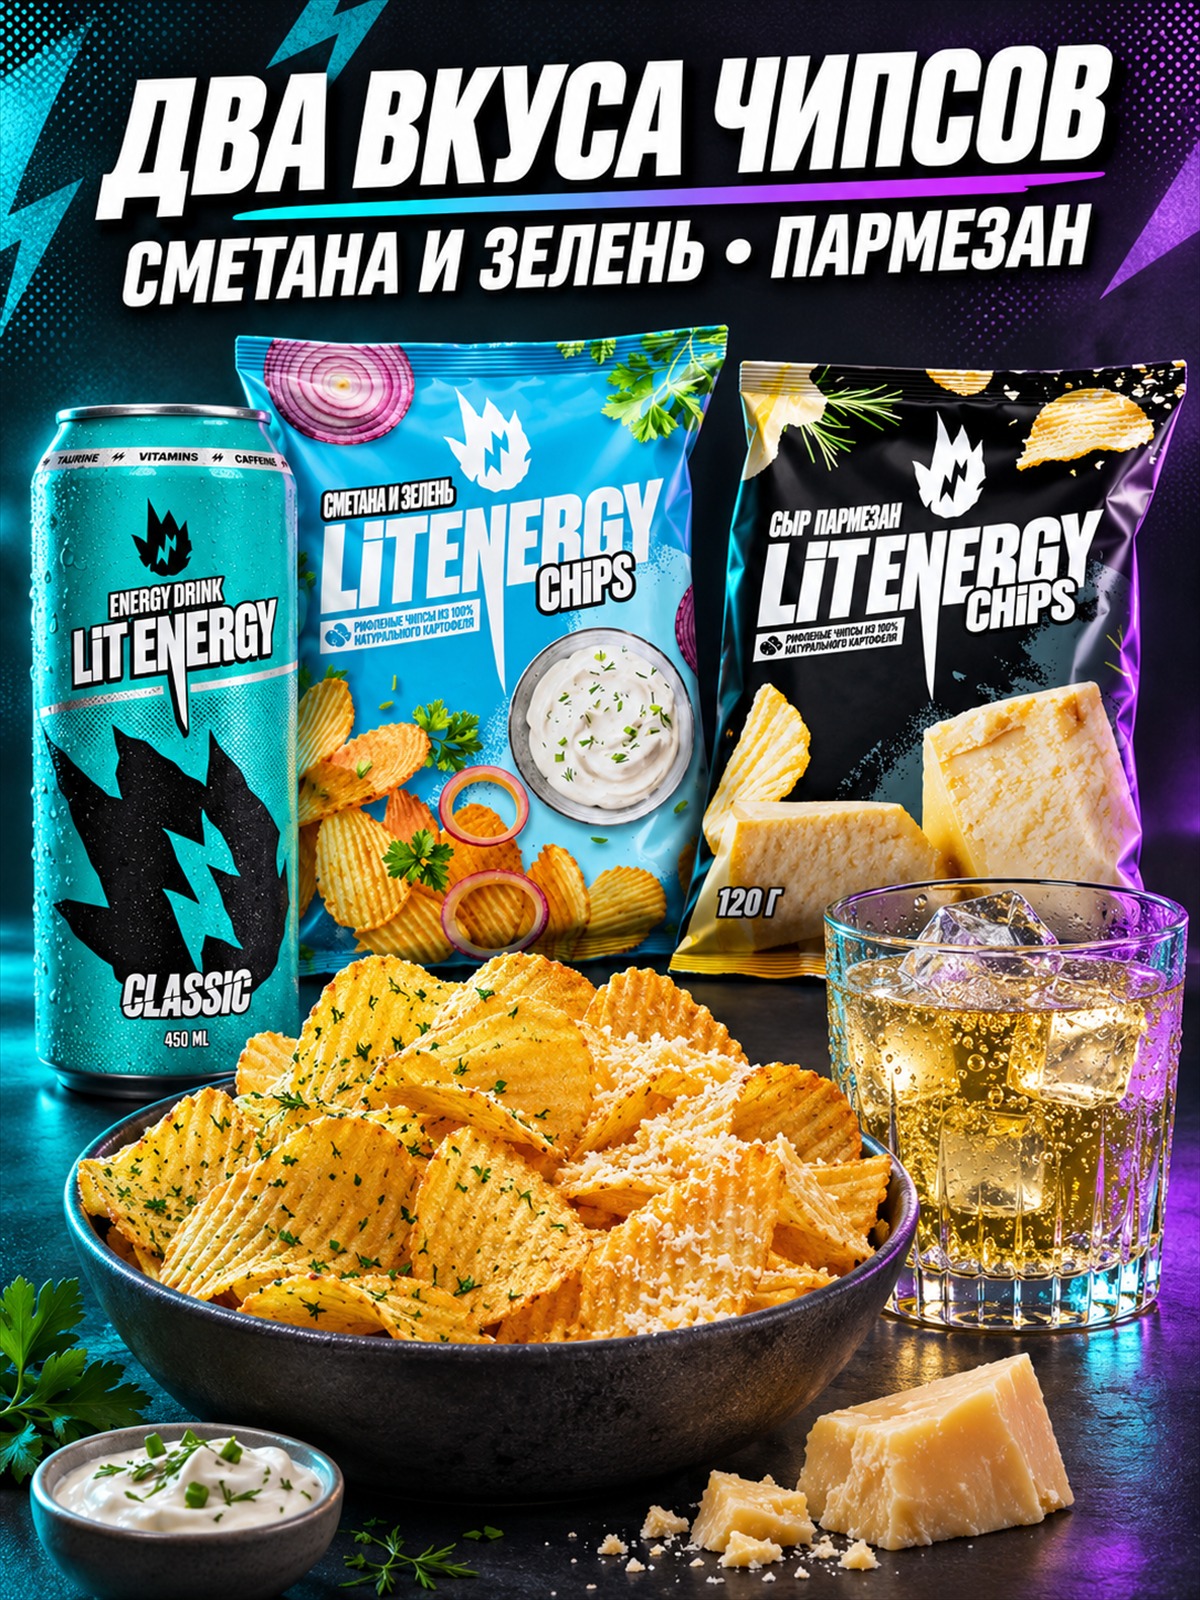 ДВА ВКУСА ЧИПСОВ
СМЕТАНА И ЗЕЛЕНЬ • ПАРМЕЗАН
TAURINE VITAMINS CAFFEINE
ENERGY DRINK
LIT ENERGY
CLASSIC
450 ML
СМЕТАНА И ЗЕЛЕНЬ
LiTENERGY
CHiPS
РИФЛЕНЫЕ ЧИПСЫ ИЗ 100%
НАТУРАЛЬНОГО КАРТОФЕЛЯ
СЫР ПАРМЕЗАН
LiTENERGY
CHiPS
РИФЛЕНЫЕ ЧИПСЫ ИЗ 100%
НАТУРАЛЬНОГО КАРТОФЕЛЯ
120 Г